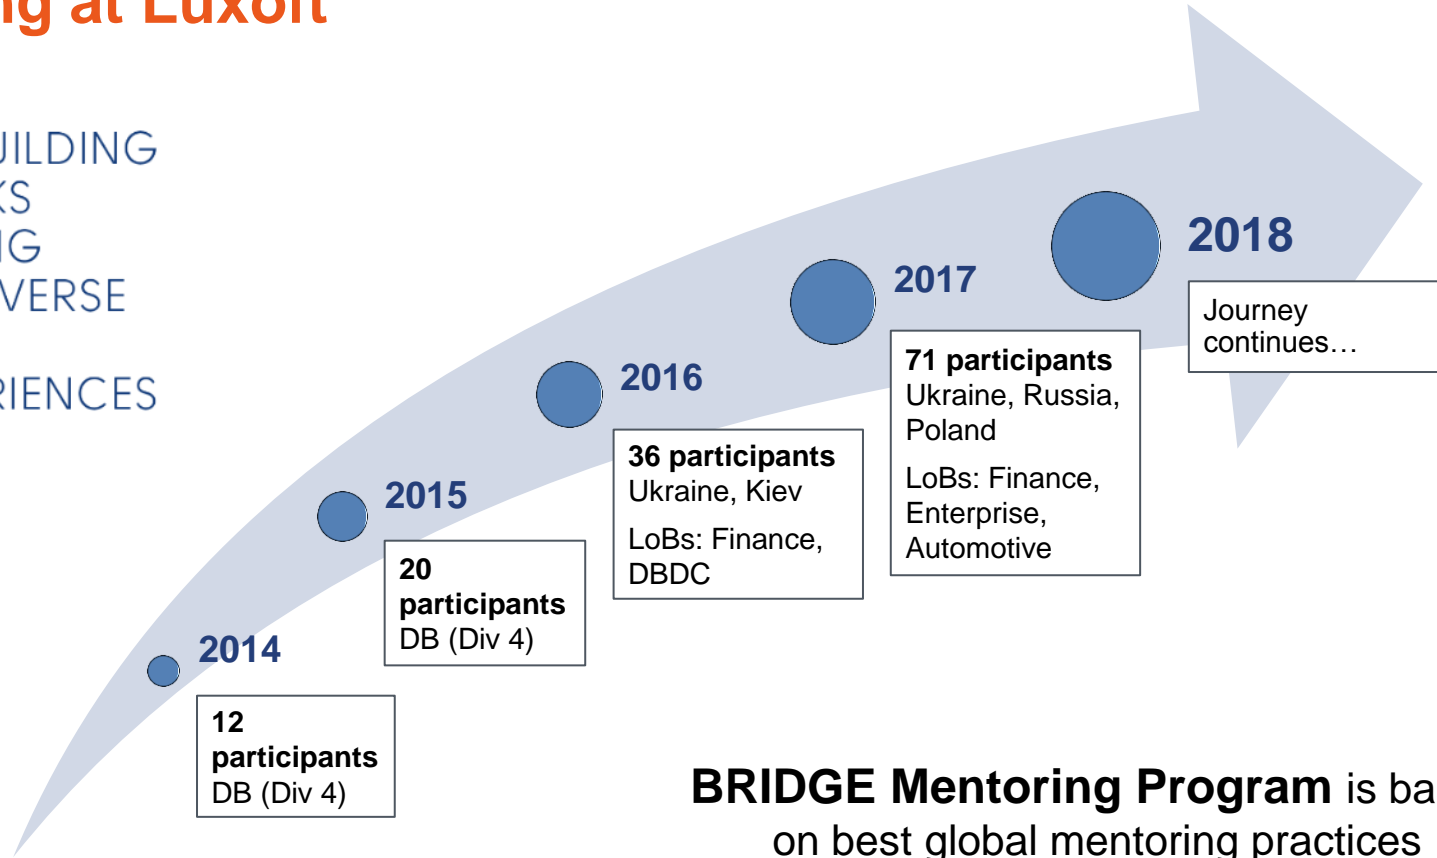 ng at Luxoft
UILDING
KS
NG
VERSE
RIENCES
2018
Journey
continues…
2017
71 participants
Ukraine, Russia,
Poland
LoBs: Finance,
Enterprise,
Automotive
2016
36 participants
Ukraine, Kiev
LoBs: Finance,
DBDC
2015
20
participants
DB (Div 4)
2014
12
participants
DB (Div 4)
BRIDGE Mentoring Program is ba
on best global mentoring practices